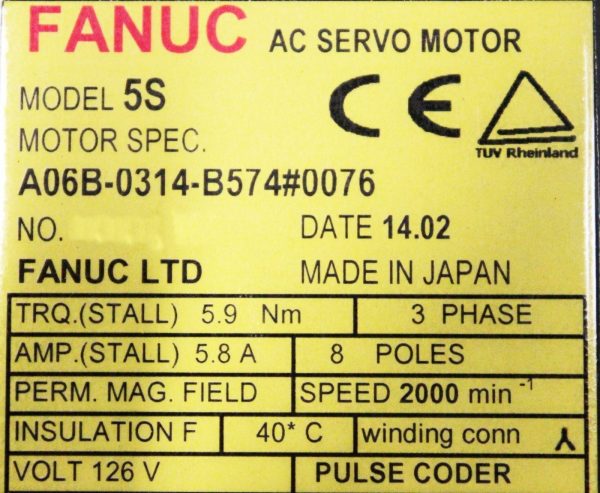 FANUC AC SERVO MOTOR
MODEL 5S
CE
MOTOR SPEC.
TUV Rheinland
A06B-0314-B574#0076
NO. DATE 14.02
FANUC LTD MADE IN JAPAN
TRQ.(STALL) 5.9 Nm 3 PHASE
AMP.(STALL) 5.8 A 8 POLES
PERM. MAG. FIELD SPEED 2000 min⁻¹
INSULATION F 40* C winding conn
VOLT 126 V PULSE CODER